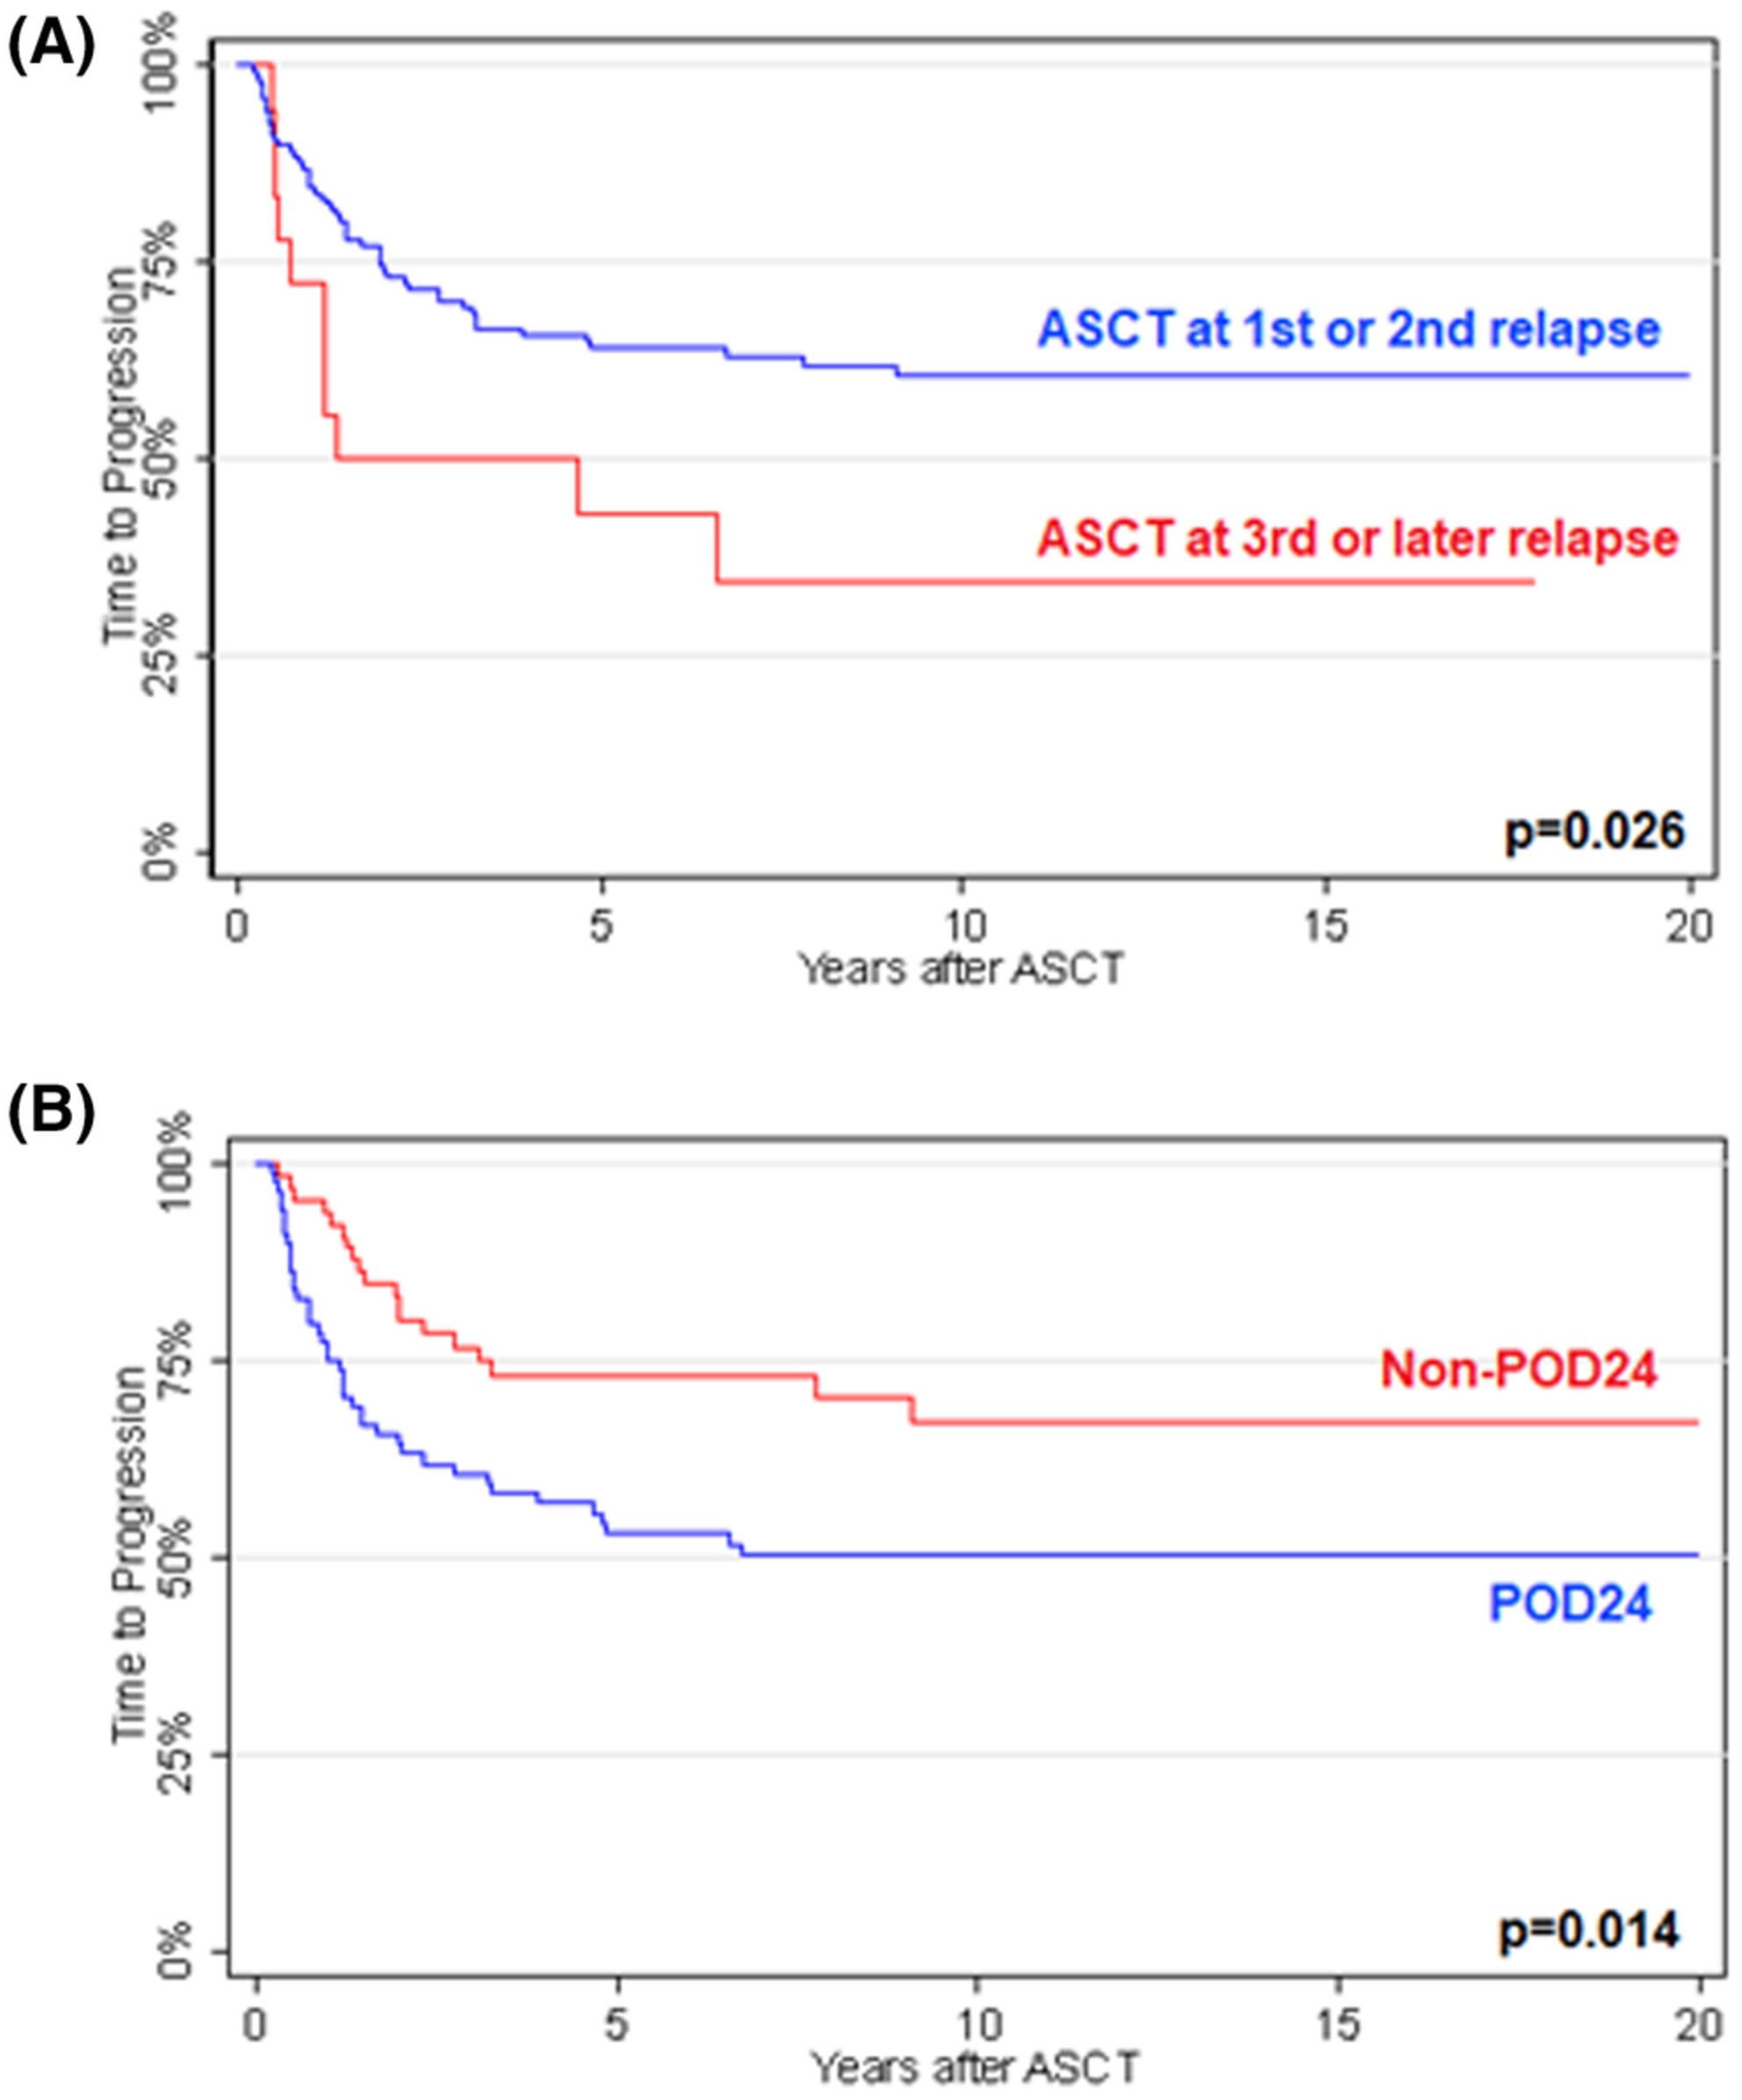 (A)
100%
75%
50%
25%
0%
Time to Progression
ASCT at 1st or 2nd relapse
ASCT at 3rd or later relapse
p=0.026
0 5 10 15 20
Years after ASCT
(B)
100%
75%
50%
25%
0%
Time to Progression
Non-POD24
POD24
p=0.014
0 5 10 15 20
Years after ASCT